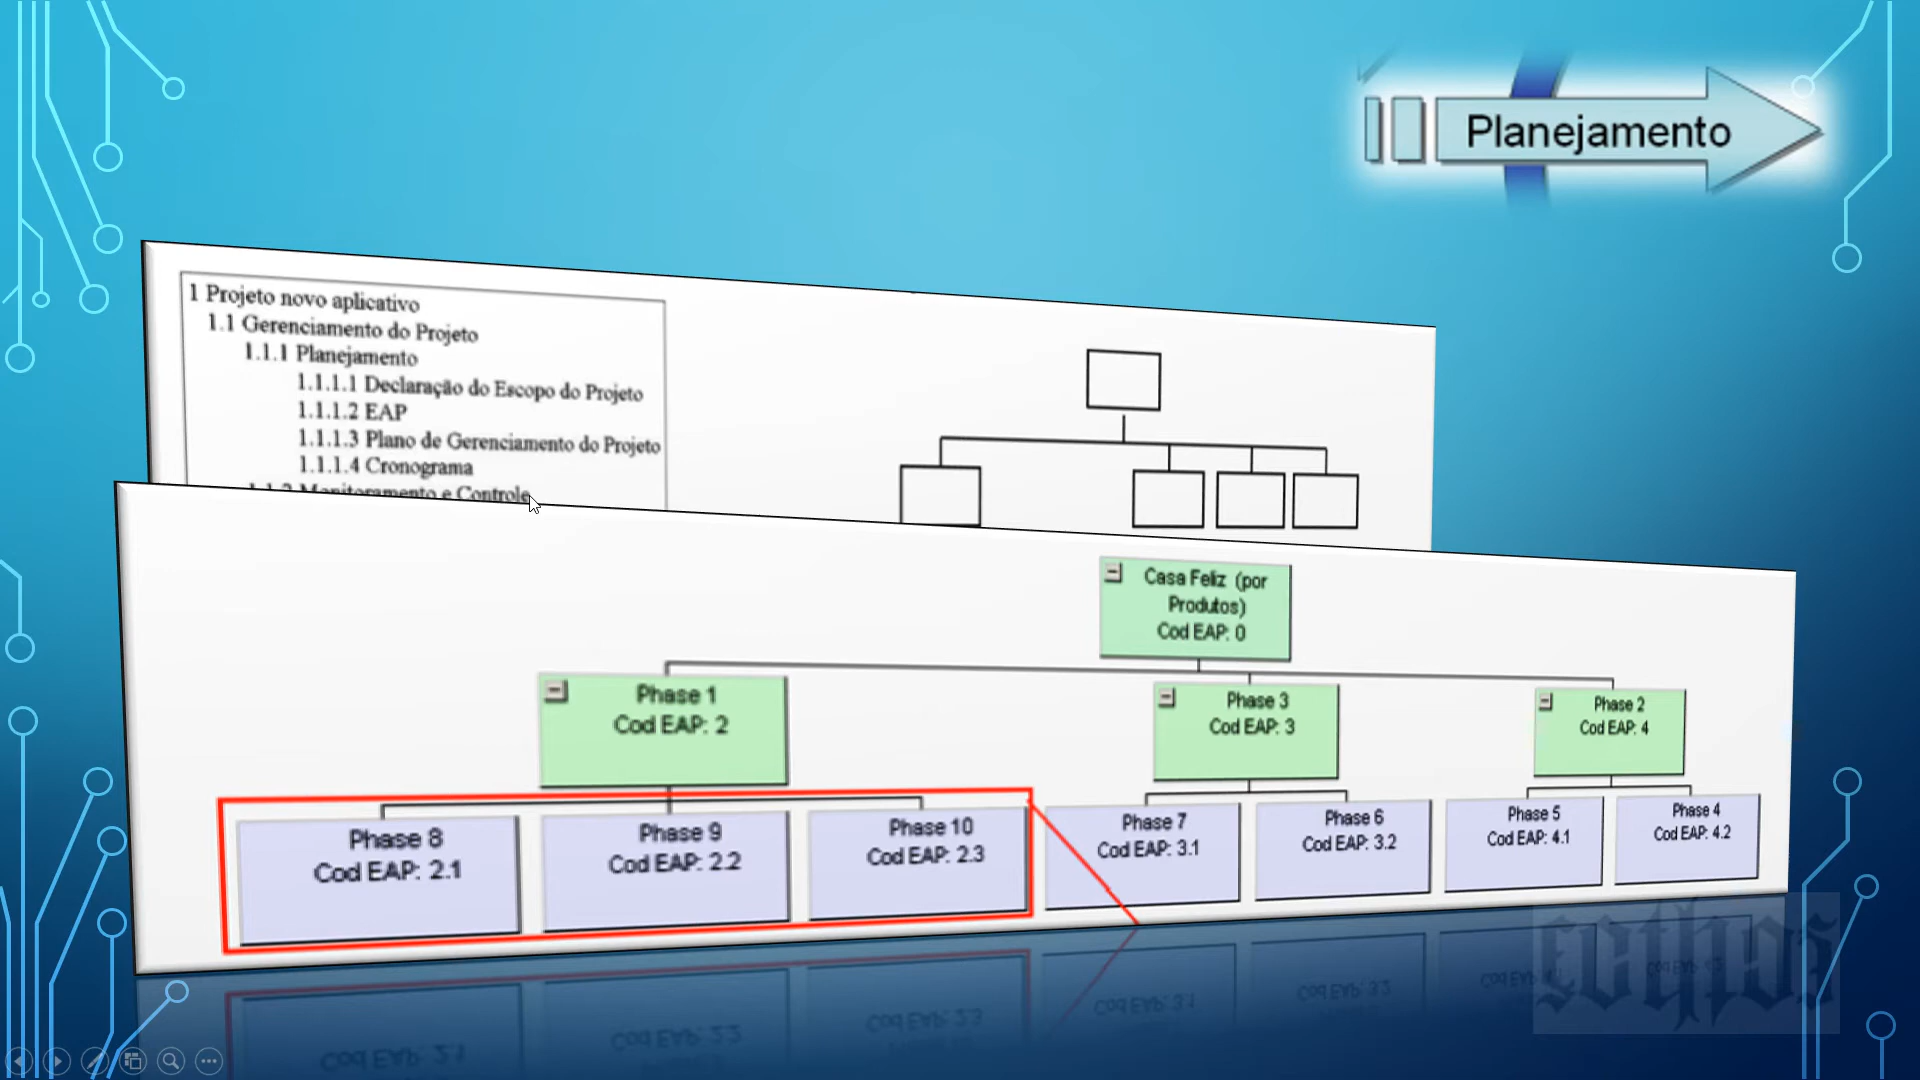 Planejamento
1 Projeto novo aplicativo
1.1 Gerenciamento do Projeto
1.1.1 Planejamento
1.1.1.1 Declaração do Escopo do Projeto
1.1.1.2 EAP
1.1.1.3 Plano de Gerenciamento do Projeto
1.1.1.4 Cronograma
1.1.2 Monitoramento e Controle
Casa Feliz (por
Produtos)
Cod EAP: 0
Phase 1
Cod EAP: 2
Phase 3
Cod EAP: 3
Phase 2
Cod EAP: 4
Phase 8
Cod EAP: 2.1
Phase 9
Cod EAP: 2.2
Phase 10
Cod EAP: 2.3
Phase 7
Cod EAP: 3.1
Phase 6
Cod EAP: 3.2
Phase 5
Cod EAP: 4.1
Phase 4
Cod EAP: 4.2